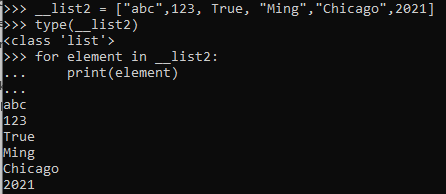 >>> __list2 = ["abc",123, True, "Ming","Chicago",2021]
>>> type(__list2)
<class 'list'>
>>> for element in __list2:
...     print(element)
...
abc
123
True
Ming
Chicago
2021